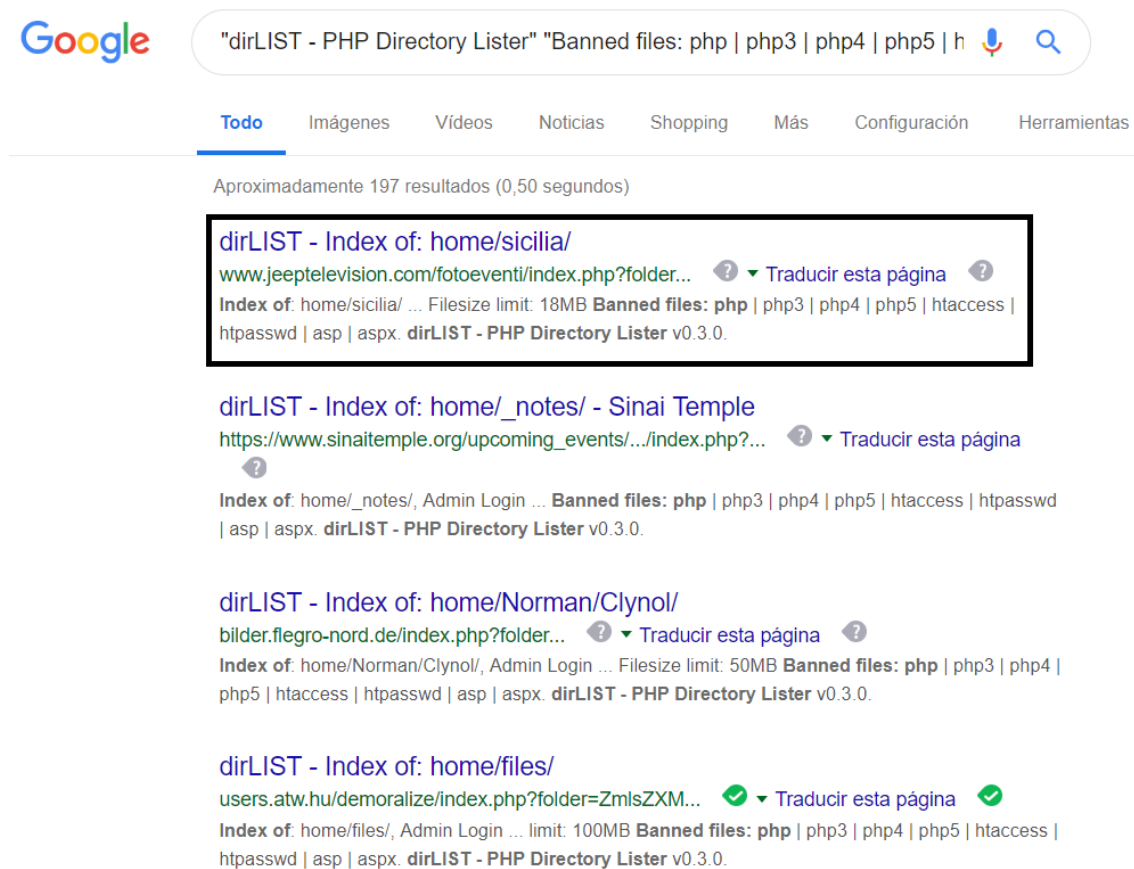 Google
"dirLIST - PHP Directory Lister" "Banned files: php | php3 | php4 | php5 | h
Todo Imágenes Vídeos Noticias Shopping Más Configuración Herramientas
Aproximadamente 197 resultados (0,50 segundos)
dirLIST - Index of: home/sicilia/
www.jeeptelevision.com/fotoeventi/index.php?folder... ? ▼ Traducir esta página ?
Index of: home/sicilia/ ... Filesize limit: 18MB Banned files: php | php3 | php4 | php5 | htaccess |
htpasswd | asp | aspx. dirLIST - PHP Directory Lister v0.3.0.
dirLIST - Index of: home/_notes/ - Sinai Temple
https://www.sinaitemple.org/upcoming_events/.../index.php?... ? ▼ Traducir esta página
?
Index of: home/_notes/, Admin Login ... Banned files: php | php3 | php4 | php5 | htaccess | htpasswd
| asp | aspx. dirLIST - PHP Directory Lister v0.3.0.
dirLIST - Index of: home/Norman/Clynol/
bilder.flegro-nord.de/index.php?folder... ? ▼ Traducir esta página ?
Index of: home/Norman/Clynol/, Admin Login ... Filesize limit: 50MB Banned files: php | php3 | php4 |
php5 | htaccess | htpasswd | asp | aspx. dirLIST - PHP Directory Lister v0.3.0.
dirLIST - Index of: home/files/
users.atw.hu/demoralize/index.php?folder=ZmlsZXM... ▼ Traducir esta página
Index of: home/files/, Admin Login ... limit: 100MB Banned files: php | php3 | php4 | php5 | htaccess |
htpasswd | asp | aspx. dirLIST - PHP Directory Lister v0.3.0.